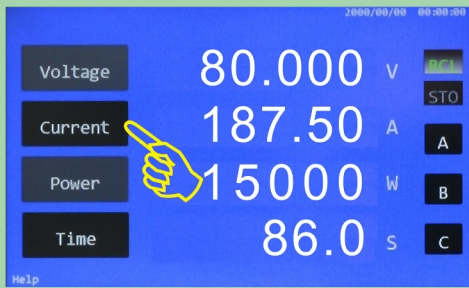 2000/00/00 00:00:00
Voltage 80.000 V RCL
STO
Current 187.50 A A
Power 15000 W B
Time 86.0 S C
Help